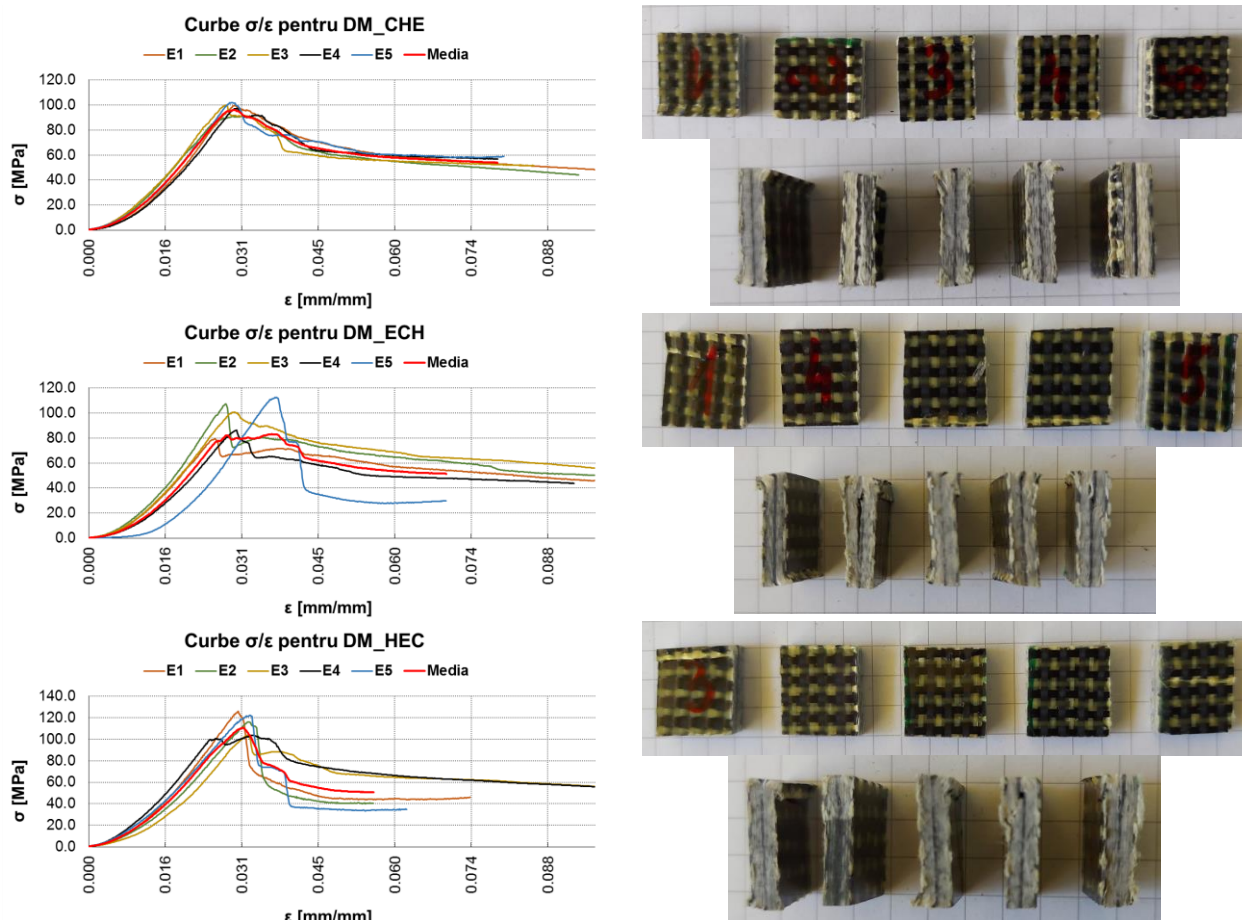 Curbe σ/ε pentru DM_CHE
E1 E2 E3 E4 E5 Media
120.0
100.0
80.0
60.0
40.0
20.0
0.0
σ [MPa]
0.000 0.016 0.031 0.045 0.060 0.074 0.088
ε [mm/mm]
1 2 3 4 5
Curbe σ/ε pentru DM_ECH
E1 E2 E3 E4 E5 Media
120.0
100.0
80.0
60.0
40.0
20.0
0.0
σ [MPa]
0.000 0.016 0.031 0.045 0.060 0.074 0.088
ε [mm/mm]
1 4 5
Curbe σ/ε pentru DM_HEC
E1 E2 E3 E4 E5 Media
140.0
120.0
100.0
80.0
60.0
40.0
20.0
0.0
σ [MPa]
0.000 0.016 0.031 0.045 0.060 0.074 0.088
ε [mm/mm]
3